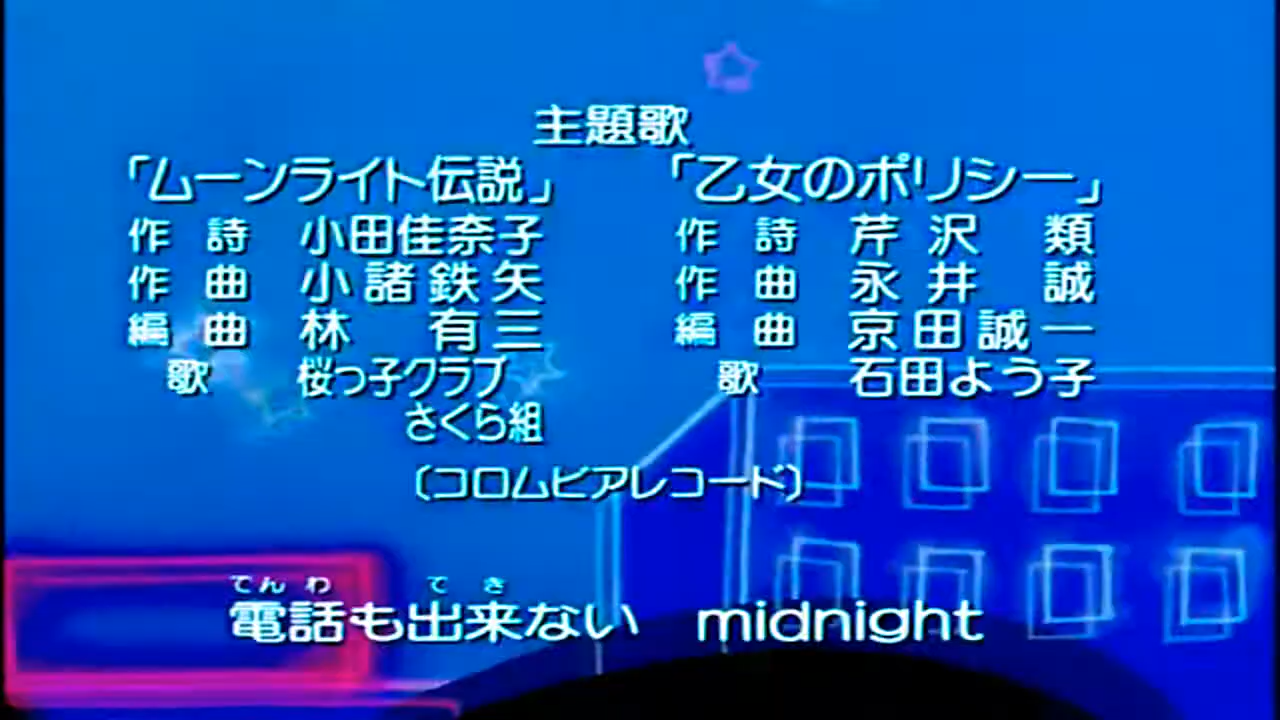 主題歌
「ムーンライト伝説」
作詩 小田佳奈子
作曲 小諸鉄矢
編曲 林 有三
歌 桜っ子クラブ
さくら組
「乙女のポリシー」
作詩 芹沢 類
作曲 永井 誠
編曲 京田誠一
歌 石田よう子
〔コロムビアレコード〕
でんわ でき
電話も出来ない midnight